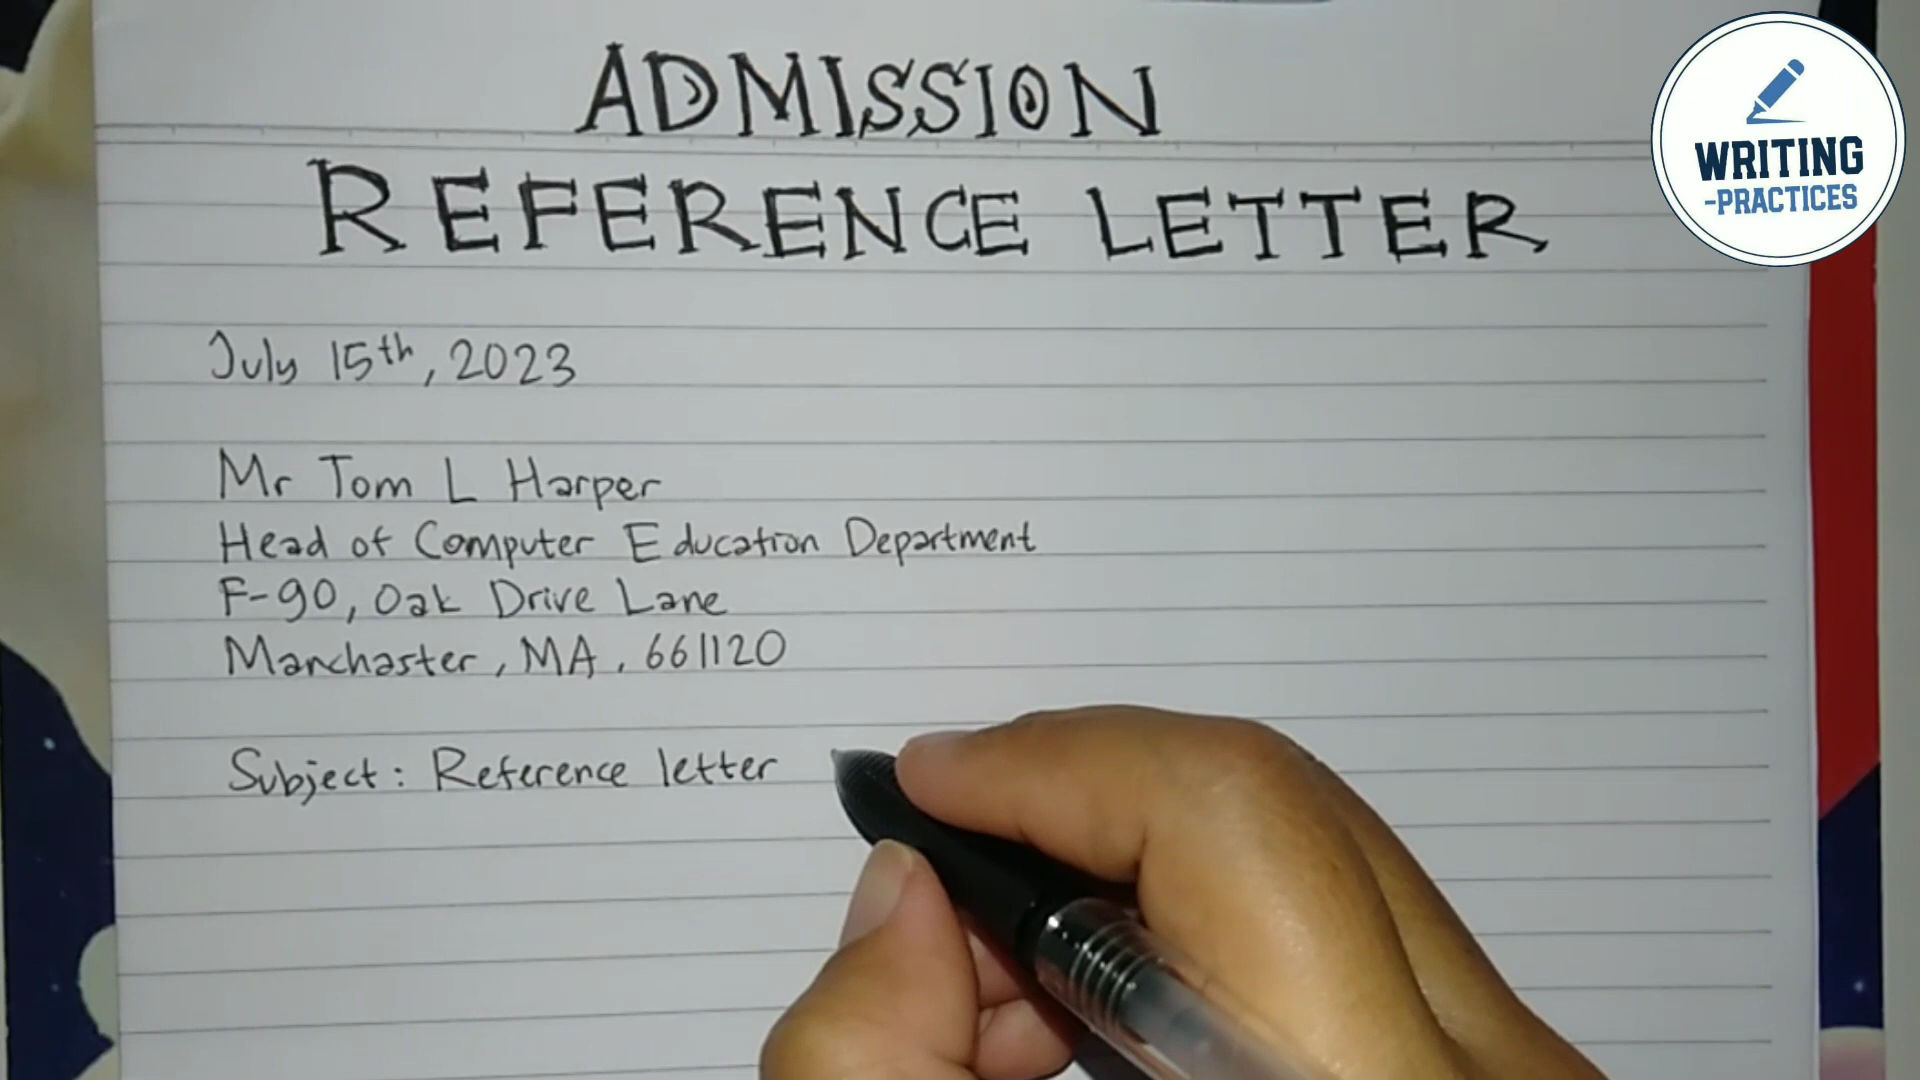 ADMISSION
REFERENCE LETTER
WRITING
-PRACTICES
July 15th, 2023
Mr Tom L Harper
Head of Computer Education Department
F-90, Oak Drive Lane
Manchaster, MA, 661120
Subject: Reference letter